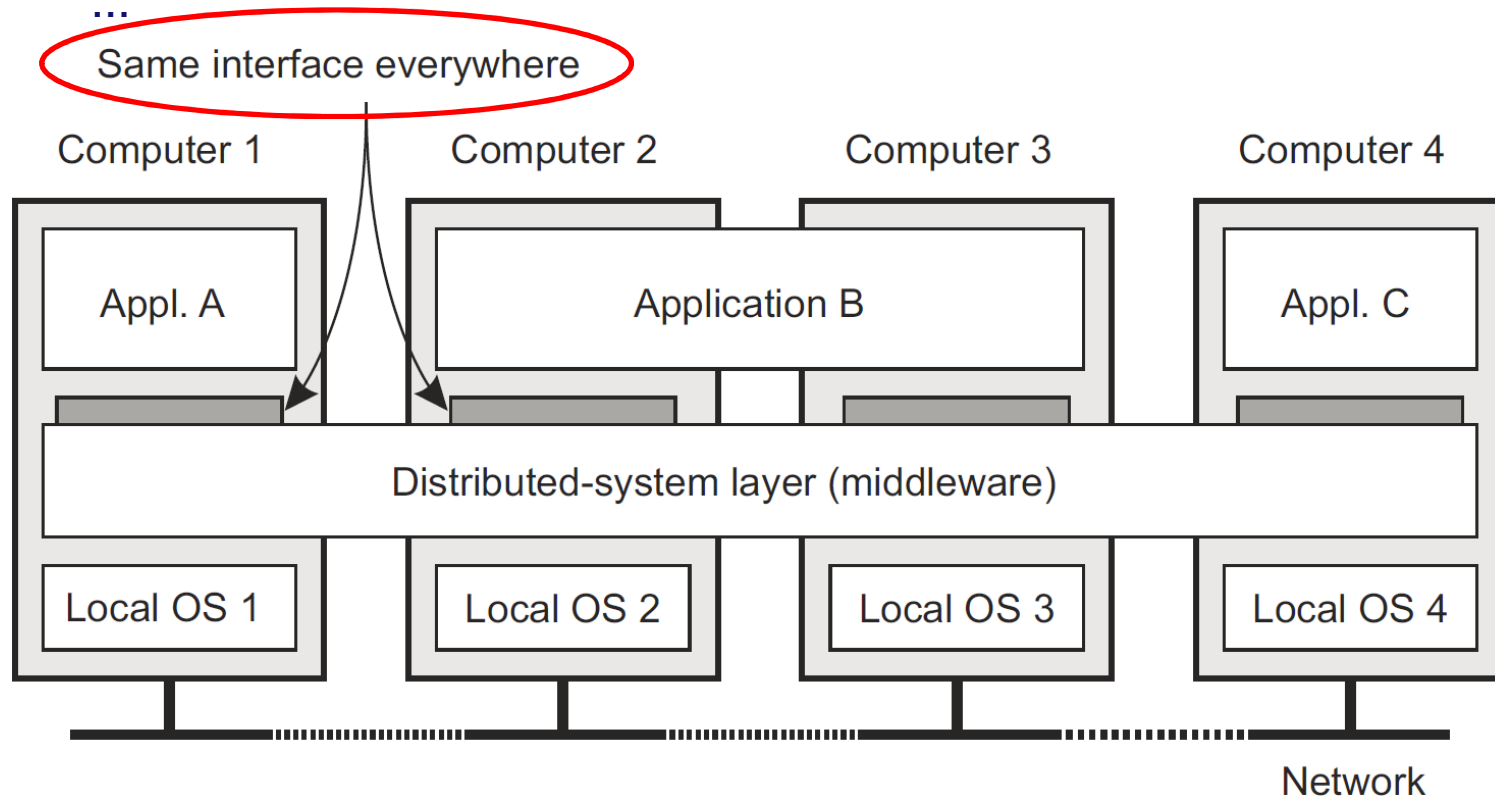 ...
Same interface everywhere
Computer 1 Computer 2 Computer 3 Computer 4
Appl. A Application B Appl. C
Distributed-system layer (middleware)
Local OS 1 Local OS 2 Local OS 3 Local OS 4
Network